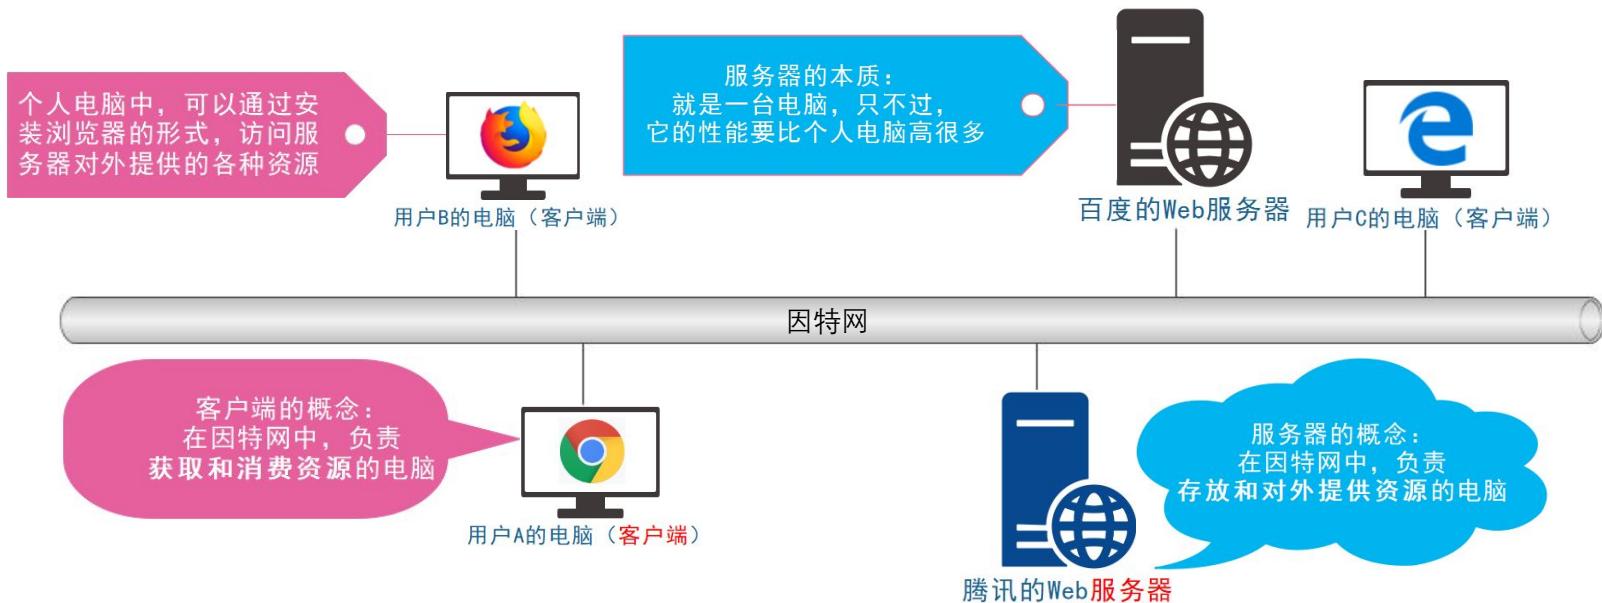 个人电脑中，可以通过安
装浏览器的形式，访问服
务器对外提供的各种资源
用户B的电脑（客户端）
服务器的本质：
就是一台电脑，只不过，
它的性能要比个人电脑高很多
百度的Web服务器
用户C的电脑（客户端）
因特网
客户端的概念：
在因特网中，负责
获取和消费资源的电脑
用户A的电脑（客户端）
服务器的概念：
在因特网中，负责
存放和对外提供资源的电脑
腾讯的Web服务器